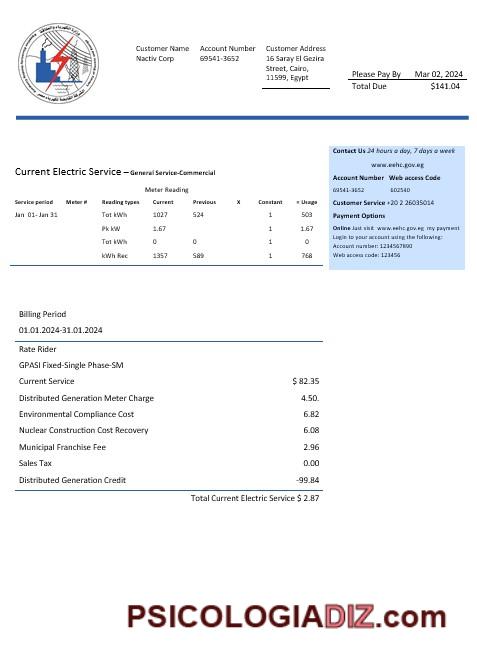 Customer Name Account Number Customer Address
Nactiv Corp 69541-3652 16 Saray El Gezira
Street, Cairo,
11599, Egypt
Please Pay By Mar 02, 2024
Total Due $141.04
Contact Us 24 hours a day, 7 days a week
www.eehc.gov.eg
Account Number Web access Code
69541-3652 602540
Customer Service +20 2 26035014
Payment Options
Online Just visit www.eehc.gov.eg my payment
Login to your account using the following:
Account number: 1234567890
Web access code: 123456
Current Electric Service – General Service-Commercial
Meter Reading
Service period Meter # Reading types Current Previous X Constant = Usage
Jan 01- Jan 31 Tot kWh 1027 524 1 503
Pk kW 1.67 1 1.67
Tot kWh 0 0 1 0
kWh Rec 1357 589 1 768
Billing Period
01.01.2024-31.01.2024
Rate Rider
GPASI Fixed-Single Phase-SM
Current Service $ 82.35
Distributed Generation Meter Charge 4.50.
Environmental Compliance Cost 6.82
Nuclear Construction Cost Recovery 6.08
Municipal Franchise Fee 2.96
Sales Tax 0.00
Distributed Generation Credit -99.84
Total Current Electric Service $ 2.87
PSICOLOGIADIZ.com